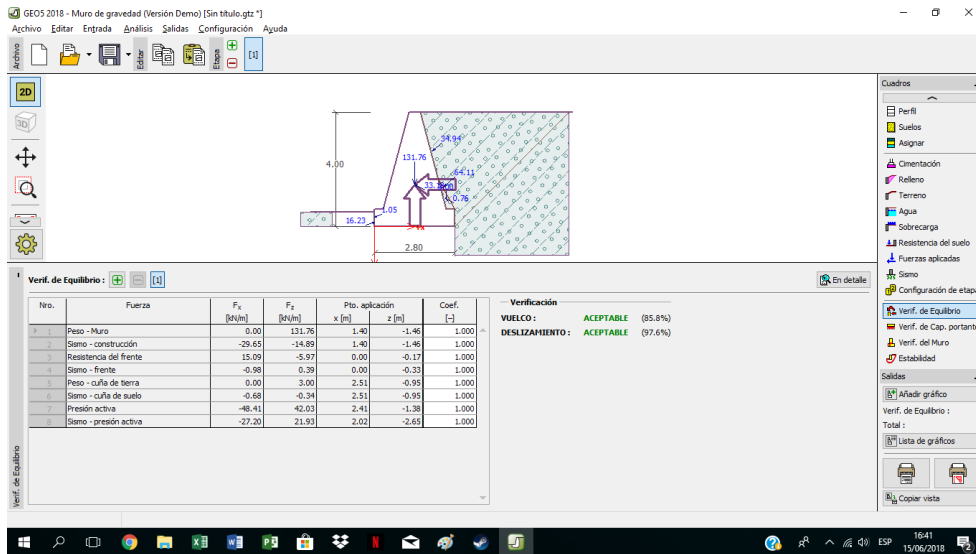 GEO5 2018 - Muro de gravedad (Versión Demo) [Sin título.gtz *]
Archivo Editar Entrada Análisis Salidas Configuración Ayuda
Archivo
Editar
Etapa
[1]
2D
3D
4.00
34.94
131.76
64.11
0.76
1.05
16.23
+x
2.80
Cuadros
Perfil
Suelos
Asignar
Cimentación
Relleno
Terreno
Agua
Sobrecarga
Resistencia del suelo
Fuerzas aplicadas
Sismo
Configuración de etapa
Verif. de Equilibrio
Verif. de Cap. portante
Verif. del Muro
Estabilidad
Salidas
Añadir gráfico
Verif. de Equilibrio :
Total :
Lista de gráficos
Copiar vista
Verif. de Equilibrio : [1]
En detalle
Nro. Fuerza Fx Fz Pto. aplicación Coef.
[kN/m] [kN/m] x [m] z [m] [-]
1 Peso - Muro 0.00 131.76 1.40 -1.46 1.000
2 Sismo - construcción -29.65 -14.89 1.40 -1.46 1.000
3 Resistencia del frente 15.09 -5.97 0.00 -0.17 1.000
4 Sismo - frente -0.98 0.39 0.00 -0.33 1.000
5 Peso - cuña de tierra 0.00 3.00 2.51 -0.95 1.000
6 Sismo - cuña de suelo -0.68 -0.34 2.51 -0.95 1.000
7 Presión activa -48.41 42.03 2.41 -1.38 1.000
8 Sismo - presión activa -27.20 21.93 2.02 -2.65 1.000
Verificación
VUELCO : ACEPTABLE (85.8%)
DESLIZAMIENTO : ACEPTABLE (97.6%)
Verif. de Equilibrio
ESP
16:41
15/06/2018